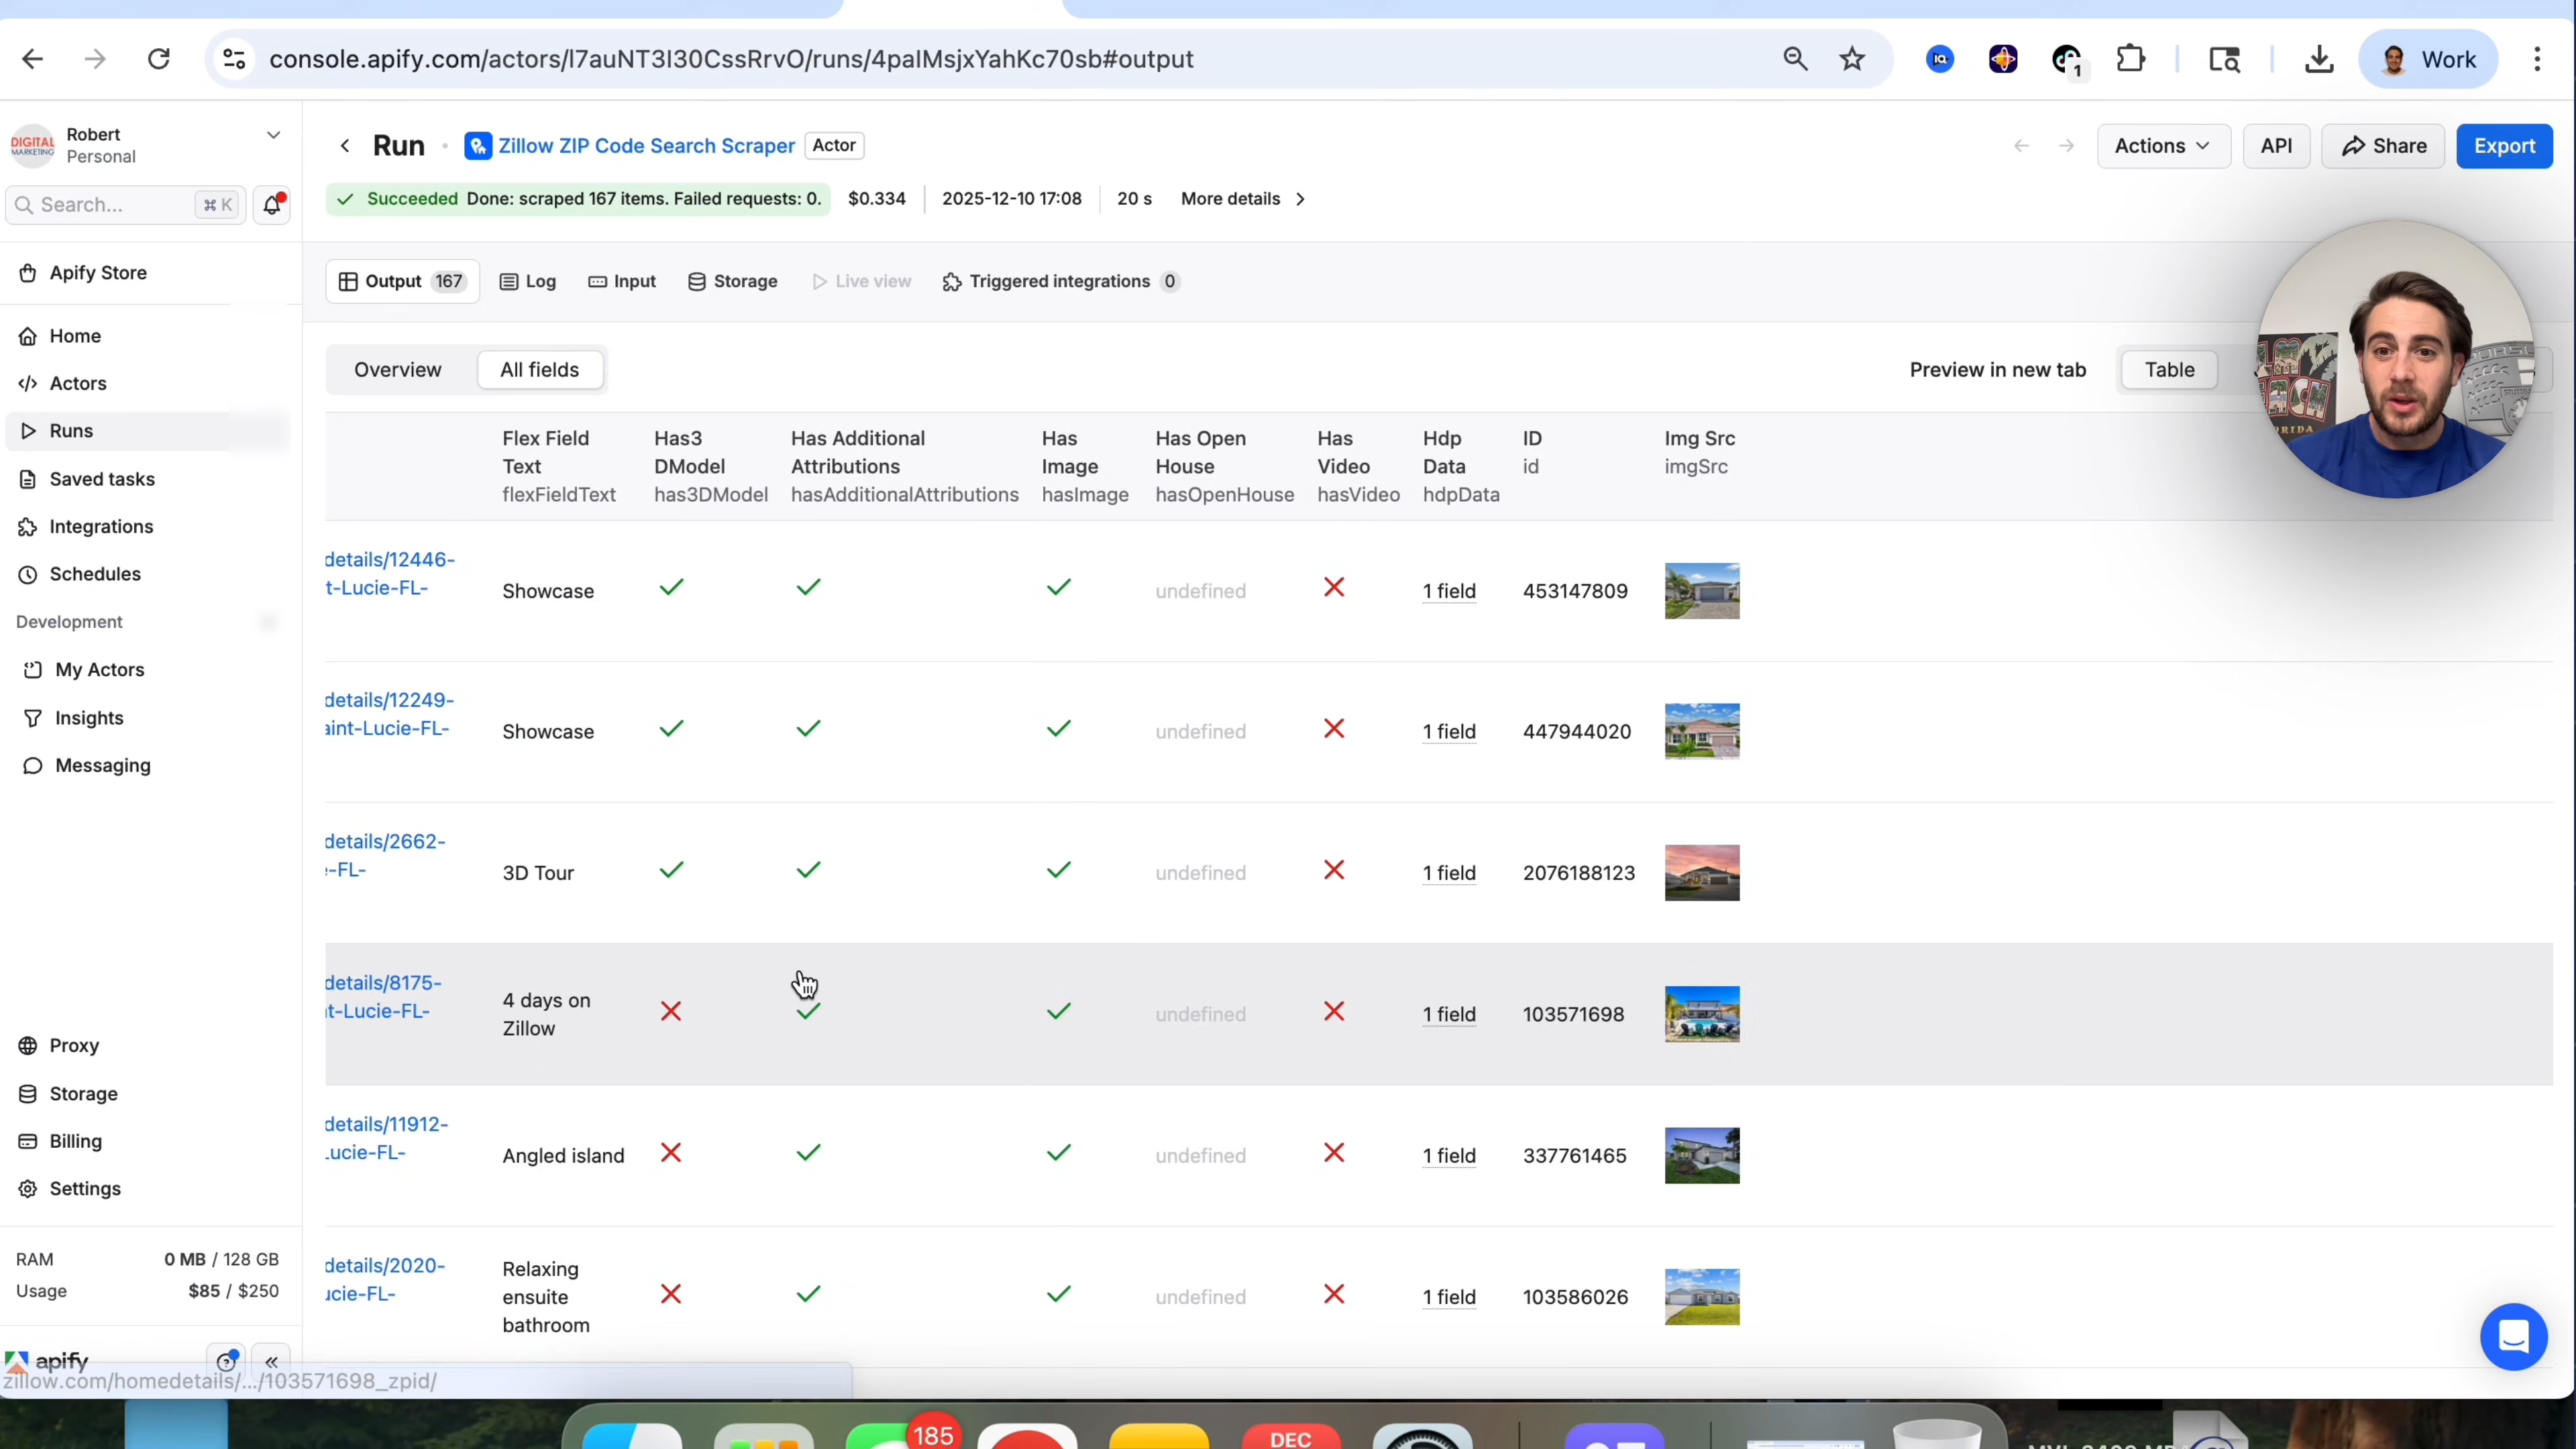 console.apify.com/actors/l7auNT3I30CssRrvO/runs/4paIMsjxYahKc70sb#output
1
Work
DIGITAL
MARKETING
Robert
Personal
Search...
⌘ K
Apify Store
Home
Actors
Runs
Saved tasks
Integrations
Schedules
Development
My Actors
Insights
Messaging
Proxy
Storage
Billing
Settings
RAM 0 MB / 128 GB
Usage $85 / $250
apify
zillow.com/homedetails/.../103571698_zpid/
Run · Zillow ZIP Code Search Scraper Actor
Actions API Share Export
Succeeded Done: scraped 167 items. Failed requests: 0. $0.334 2025-12-10 17:08 20 s More details
Output 167 Log Input Storage Live view Triggered integrations 0
Overview All fields Preview in new tab Table
Flex Field Has3 Has Additional Has Has Open Has Hdp ID Img Src
Text DModel Attributions Image House Video Data id imgSrc
flexFieldText has3DModel hasAdditionalAttributions hasImage hasOpenHouse hasVideo hdpData
details/12446-
t-Lucie-FL-
Showcase undefined 1 field 453147809
details/12249-
aint-Lucie-FL-
Showcase undefined 1 field 447944020
details/2662-
e-FL-
3D Tour undefined 1 field 2076188123
details/8175-
nt-Lucie-FL-
4 days on
Zillow
undefined 1 field 103571698
details/11912-
Lucie-FL-
Angled island undefined 1 field 337761465
details/2020-
ucie-FL-
Relaxing
ensuite
bathroom
undefined 1 field 103586026
185
DEC